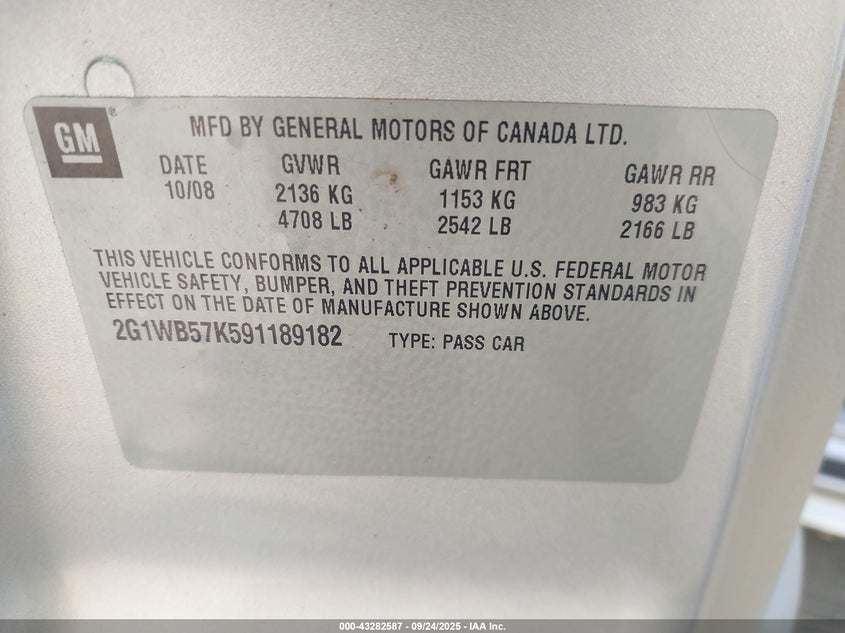 GM®
MFD BY GENERAL MOTORS OF CANADA LTD.
DATE GVWR GAWR FRT GAWR RR
10/08 2136 KG 1153 KG 983 KG
4708 LB 2542 LB 2166 LB
THIS VEHICLE CONFORMS TO ALL APPLICABLE U.S. FEDERAL MOTOR
VEHICLE SAFETY, BUMPER, AND THEFT PREVENTION STANDARDS IN
EFFECT ON THE DATE OF MANUFACTURE SHOWN ABOVE.
2G1WB57K591189182 TYPE: PASS CAR
000-43282587 - 09/24/2025 - IAA Inc.